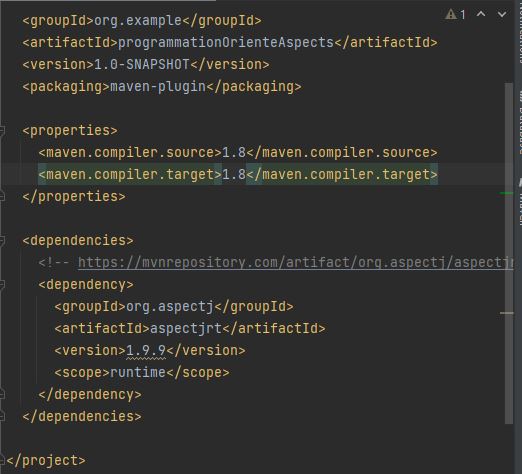 1
<groupId>org.example</groupId>
<artifactId>programmationOrienteAspects</artifactId>
<version>1.0-SNAPSHOT</version>
<packaging>maven-plugin</packaging>
<properties>
<maven.compiler.source>1.8</maven.compiler.source>
<maven.compiler.target>1.8</maven.compiler.target>
</properties>
<dependencies>
<!-- https://mvnrepository.com/artifact/org.aspectj/aspectjr
<dependency>
<groupId>org.aspectj</groupId>
<artifactId>aspectjrt</artifactId>
<version>1.9.9</version>
<scope>runtime</scope>
</dependency>
</dependencies>
</project>